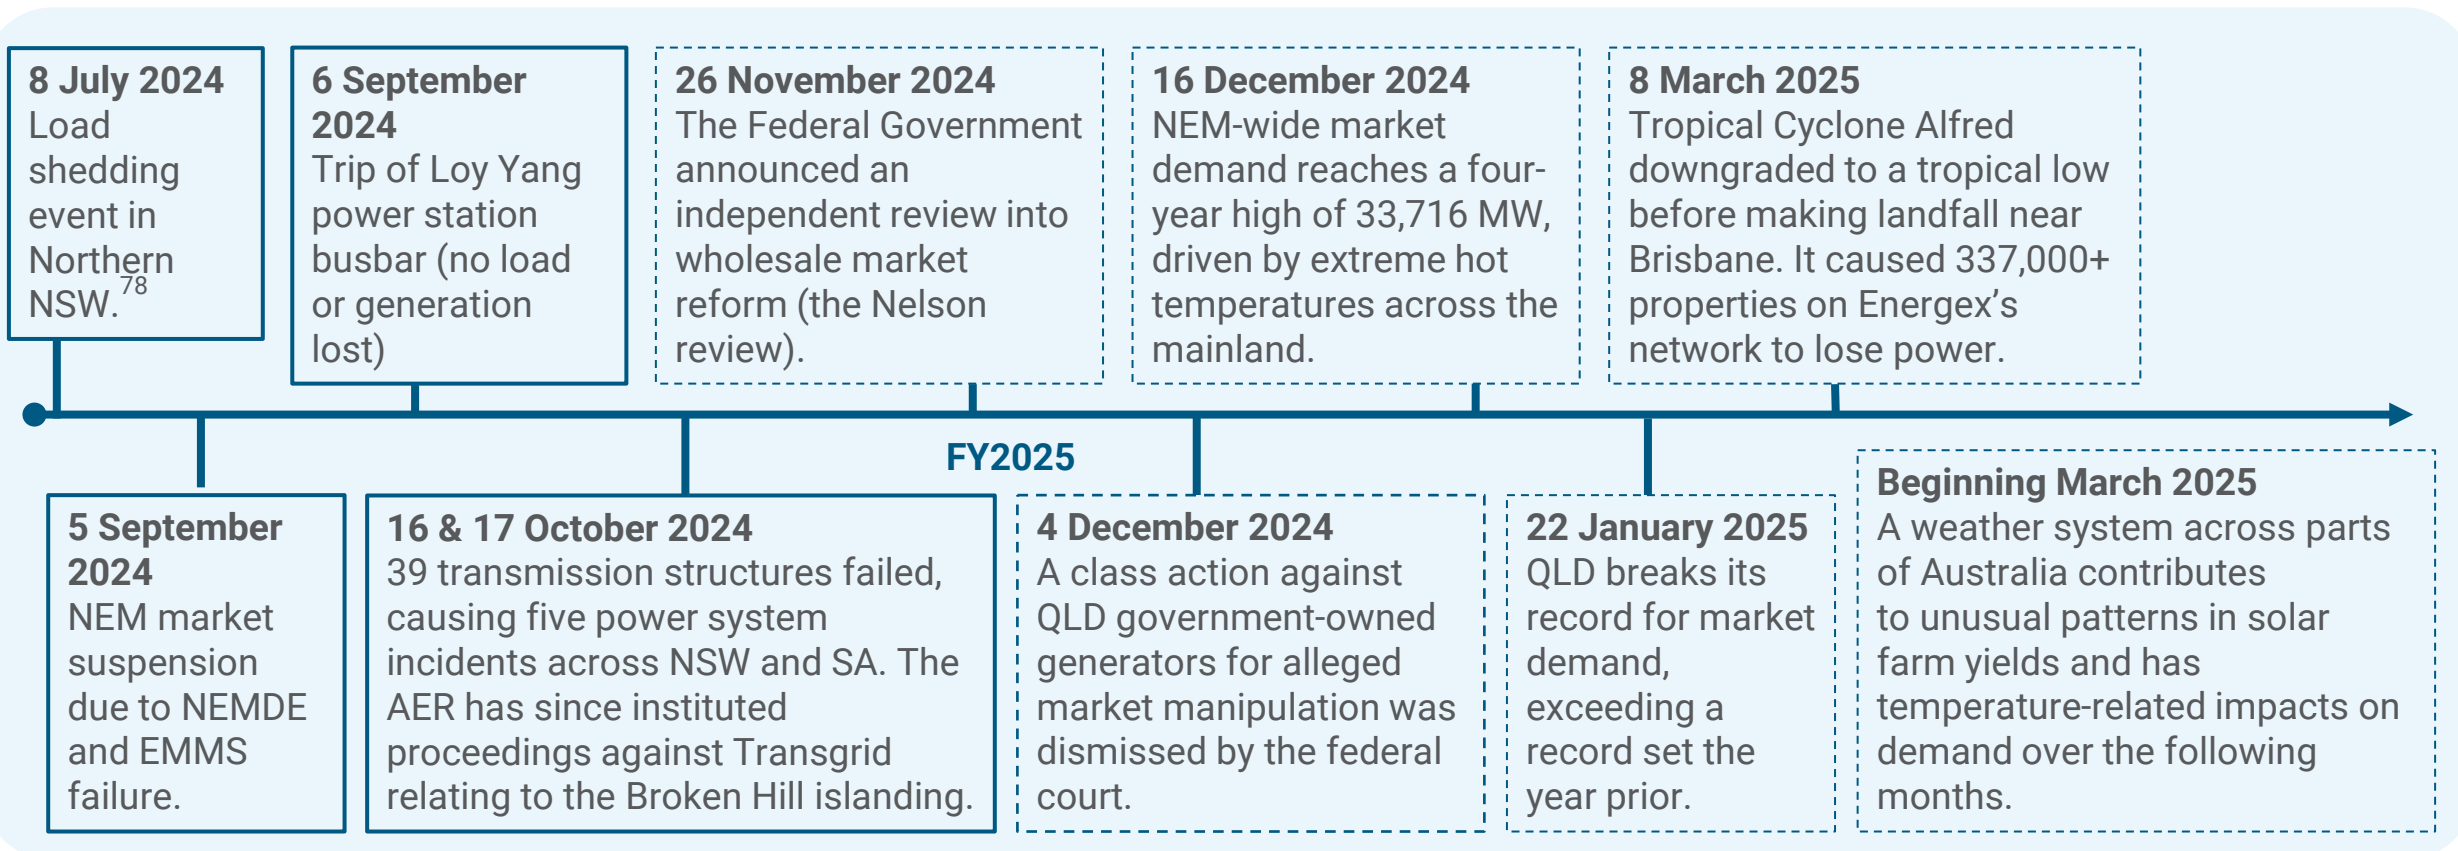 8 July 2024
Load
shedding
event in
Northern
NSW.78
6 September
2024
Trip of Loy Yang
power station
busbar (no load
or generation
lost)
26 November 2024
The Federal Government
announced an
independent review into
wholesale market
reform (the Nelson
review).
16 December 2024
NEM-wide market
demand reaches a four-
year high of 33,716 MW,
driven by extreme hot
temperatures across the
mainland.
8 March 2025
Tropical Cyclone Alfred
downgraded to a tropical low
before making landfall near
Brisbane. It caused 337,000+
properties on Energex’s
network to lose power.
FY2025
5 September
2024
NEM market
suspension
due to NEMDE
and EMMS
failure.
16 & 17 October 2024
39 transmission structures failed,
causing five power system
incidents across NSW and SA. The
AER has since instituted
proceedings against Transgrid
relating to the Broken Hill islanding.
4 December 2024
A class action against
QLD government-owned
generators for alleged
market manipulation was
dismissed by the federal
court.
22 January 2025
QLD breaks its
record for market
demand,
exceeding a
record set the
year prior.
Beginning March 2025
A weather system across parts
of Australia contributes
to unusual patterns in solar
farm yields and has
temperature-related impacts on
demand over the following
months.